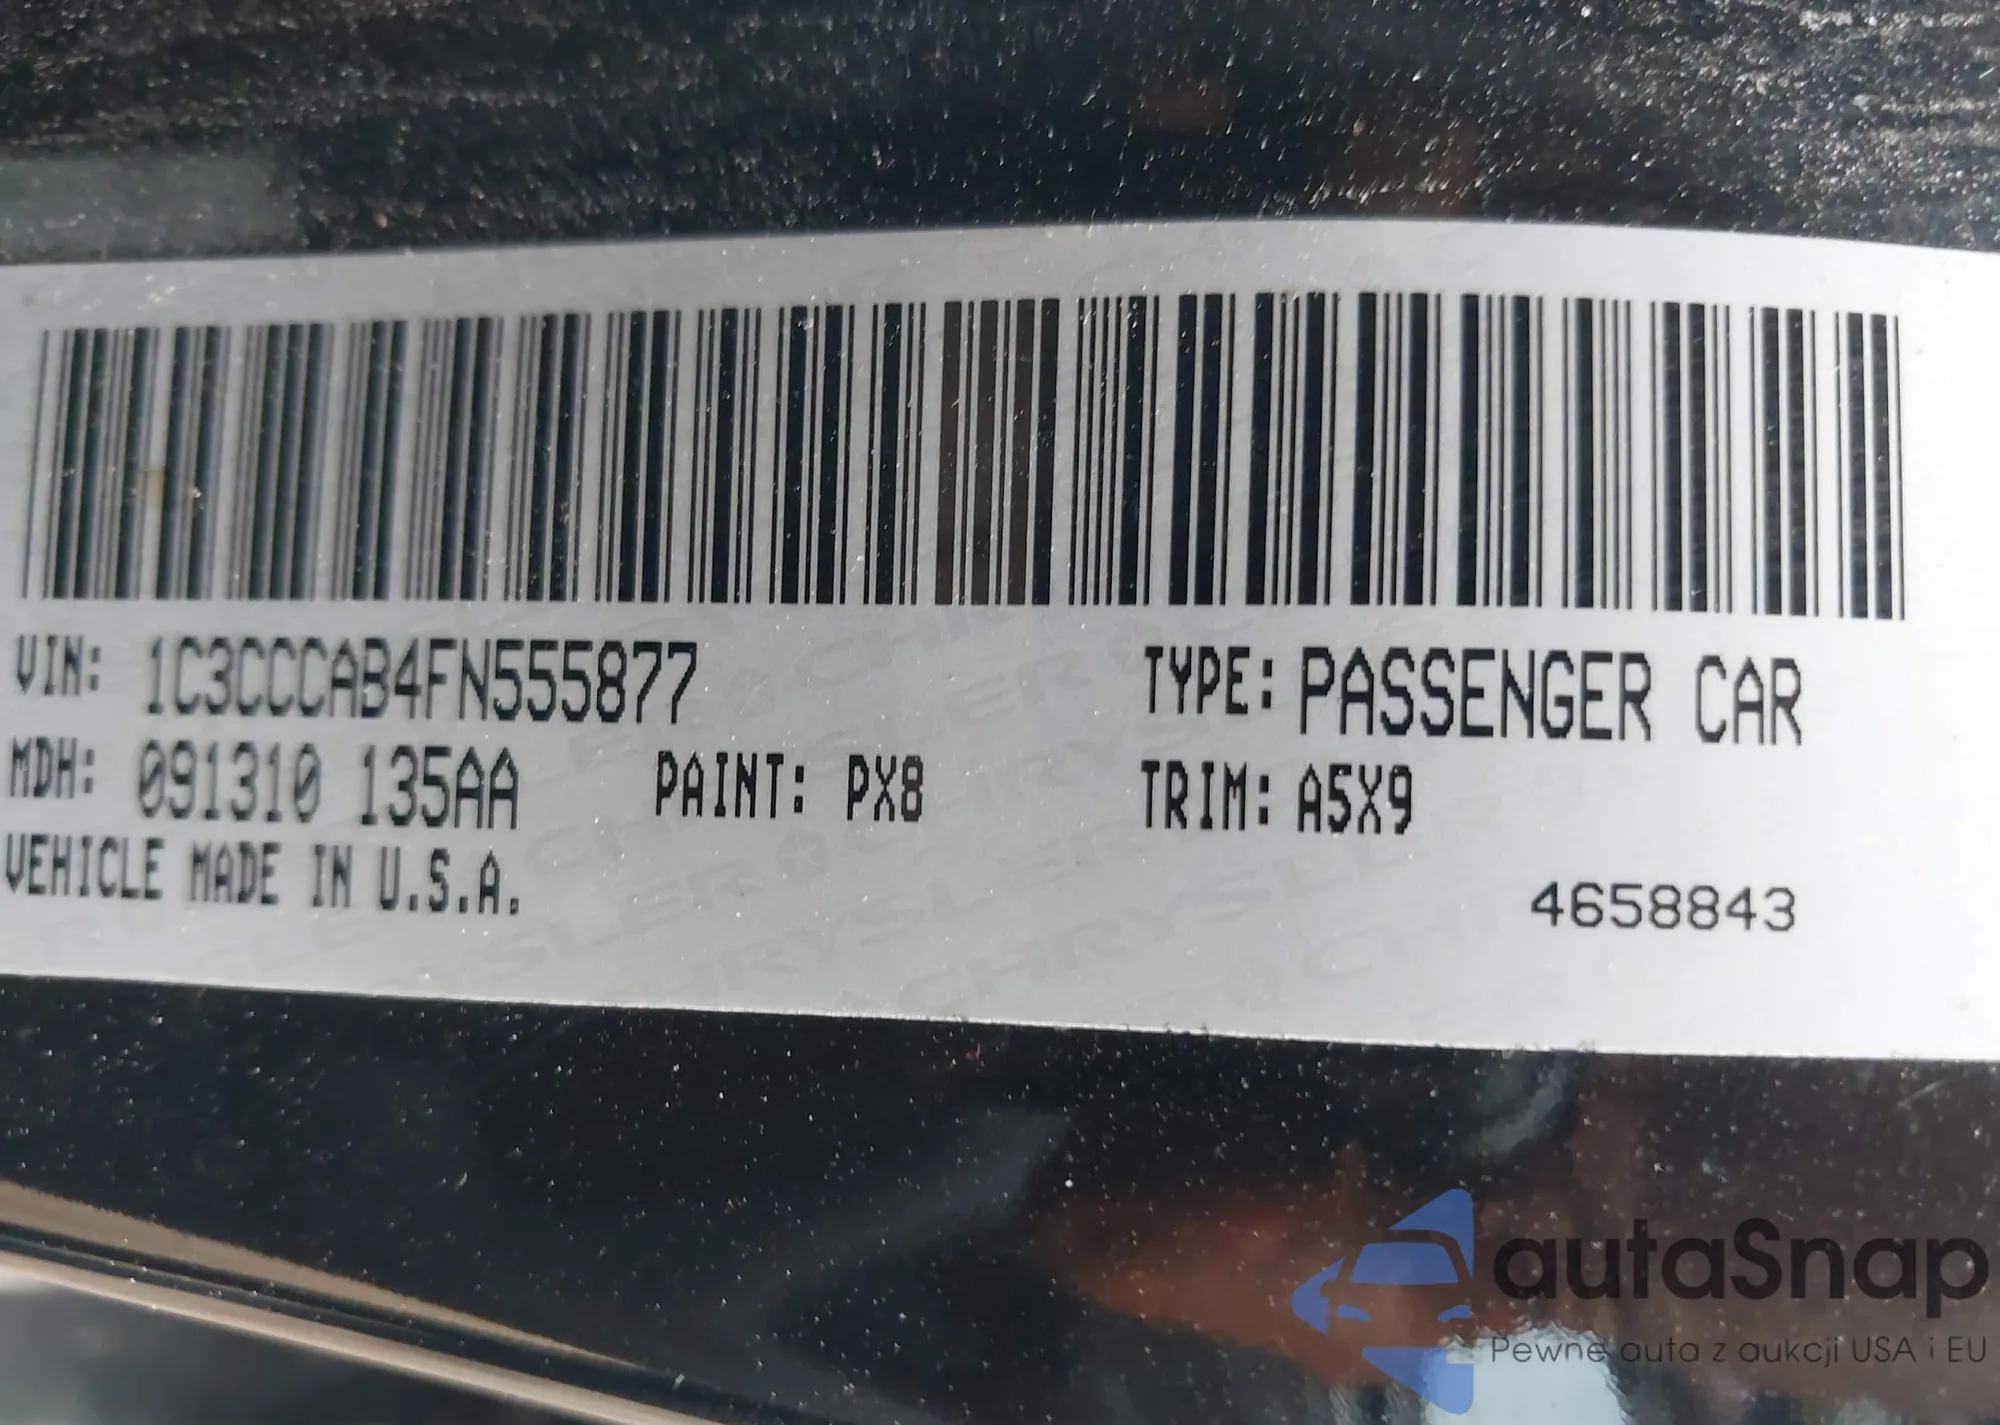 VIN: 1C3CCCAB4FN555877 TYPE: PASSENGER CAR
MDH: 091310 135AA PAINT: PX8 TRIM: A5X9
VEHICLE MADE IN U.S.A.
4658843
autaSnap
Pewne auta z aukcji USA i EU